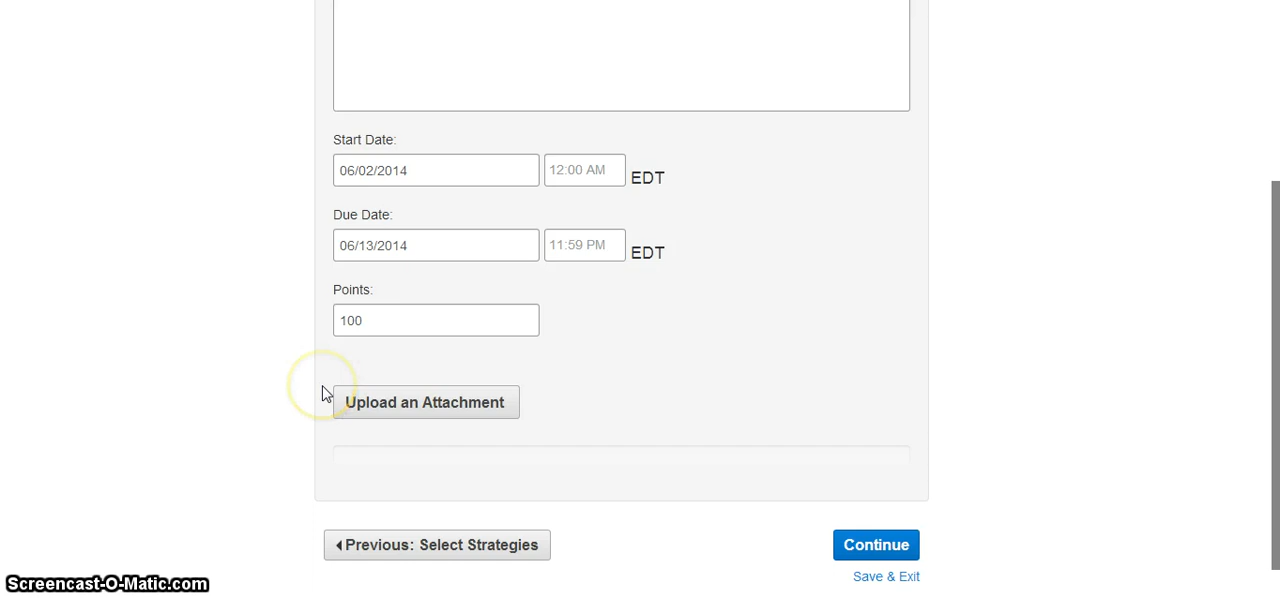 Start Date:
06/02/2014 12:00 AM EDT
Due Date:
06/13/2014 11:59 PM EDT
Points:
100
Upload an Attachment
Previous: Select Strategies Continue
Save & Exit
Screencast-O-Matic.com